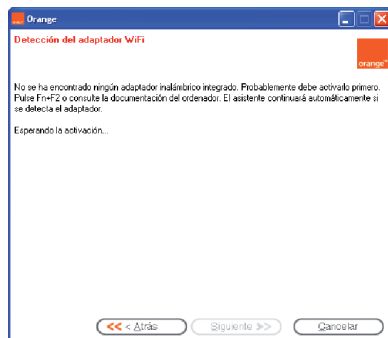 Orange
Detección del adaptador WiFi
orange™
No se ha encontrado ningún adaptador inalámbrico integrado. Probablemente debe activarlo primero.
Pulse Fn+F2 o consulte la documentación del ordenador. El asistente continuará automáticamente si
se detecta el adaptador.
Esperando la activación...
<< < Atrás Siguiente >> Cancelar